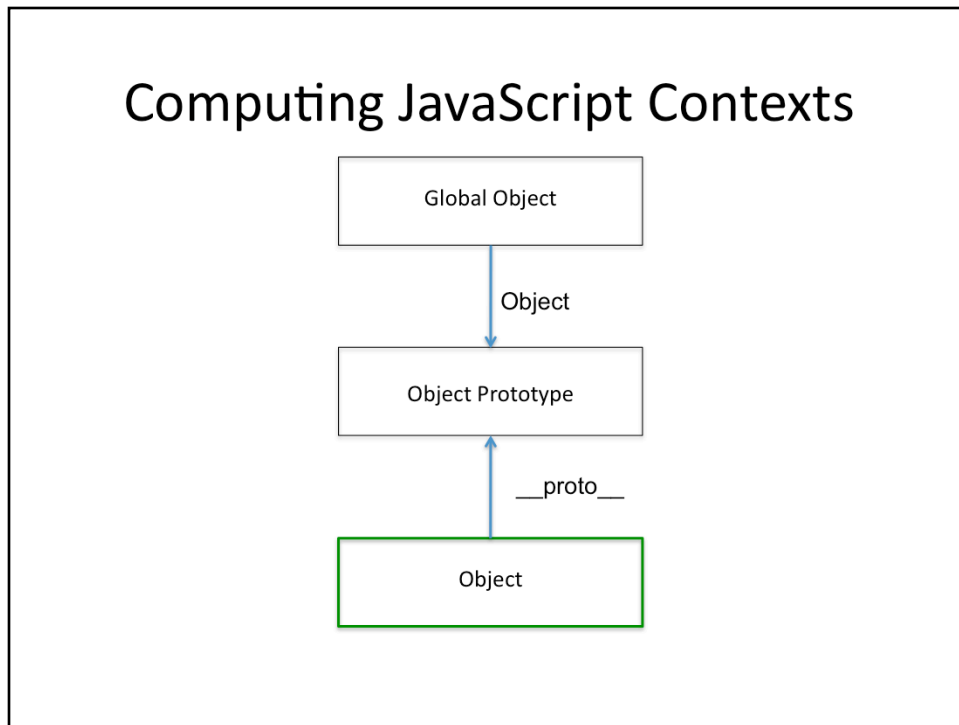 Computing JavaScript Contexts
Global Object
Object
Object Prototype
__proto__
Object